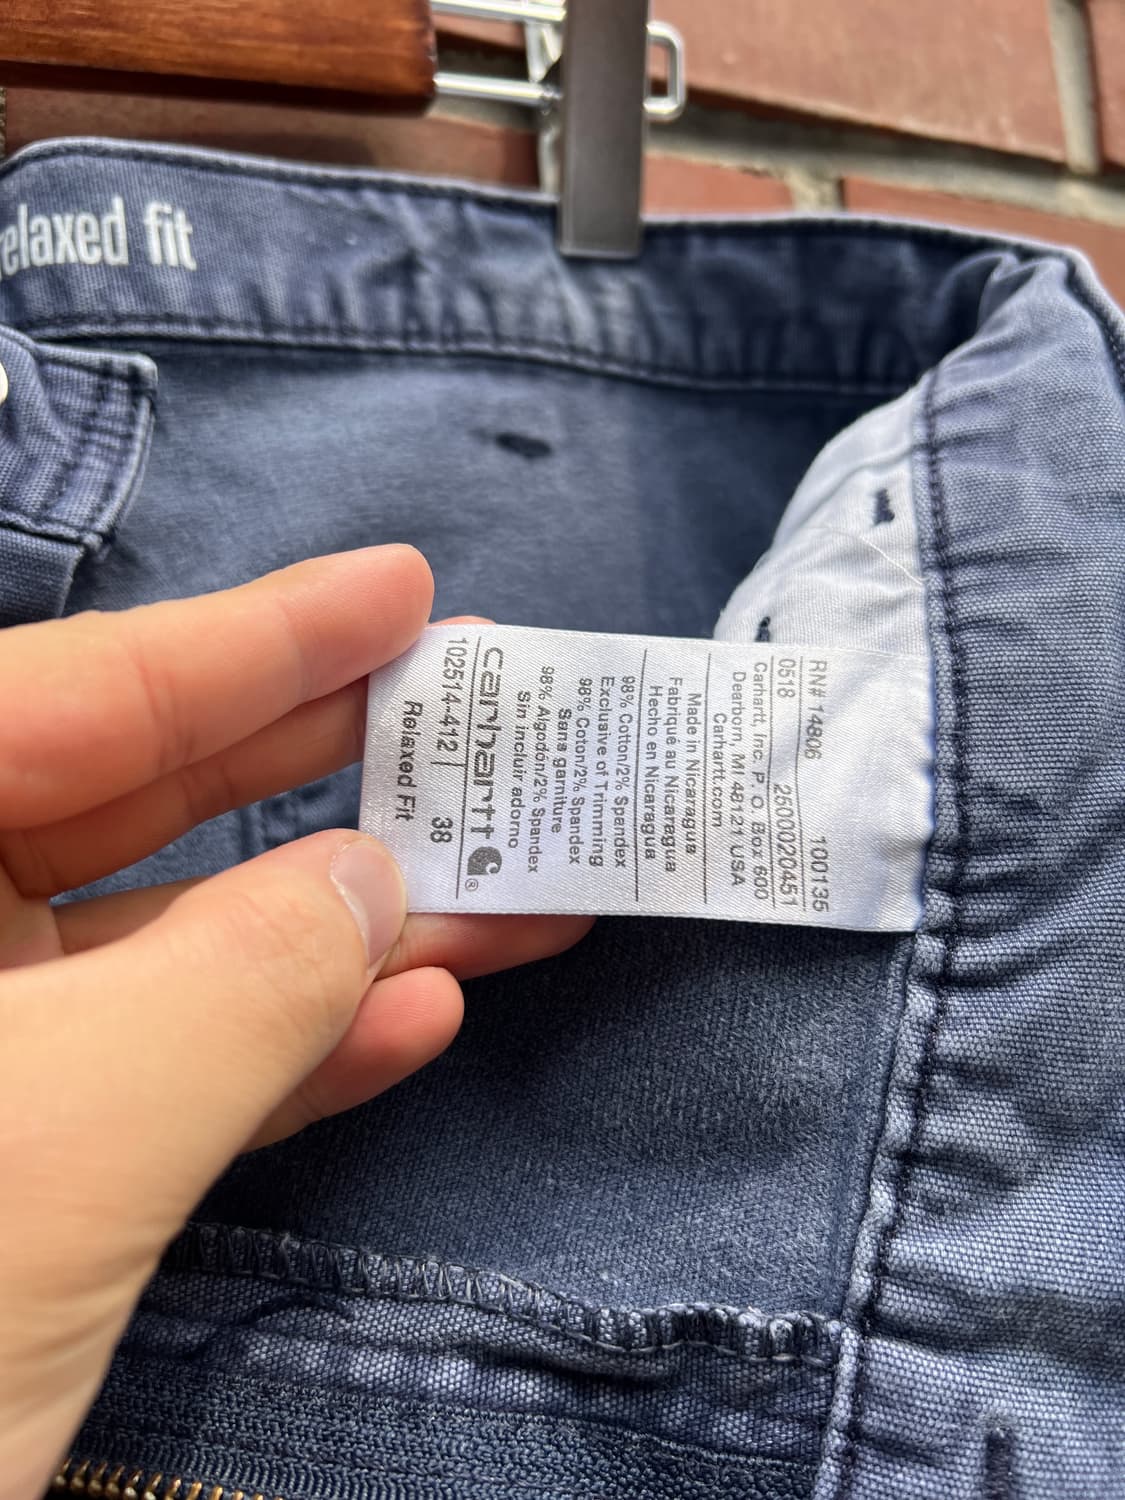 relaxed fit
carhartt®
102514-412 | 38
Relaxed Fit
98% Cotton/2% Spandex
Exclusive of Trimming
98% Coton/2% Spandex
Sans garniture
98% Algodón/2% Spandex
Sin incluir adorno
Made in Nicaragua
Fabriqué au Nicaragua
Hecho en Nicaragua
Carhartt, Inc. P. O. Box 600
Dearborn, MI 48121 USA
Carhartt.com
RN# 14806 100135
0518 2500020451